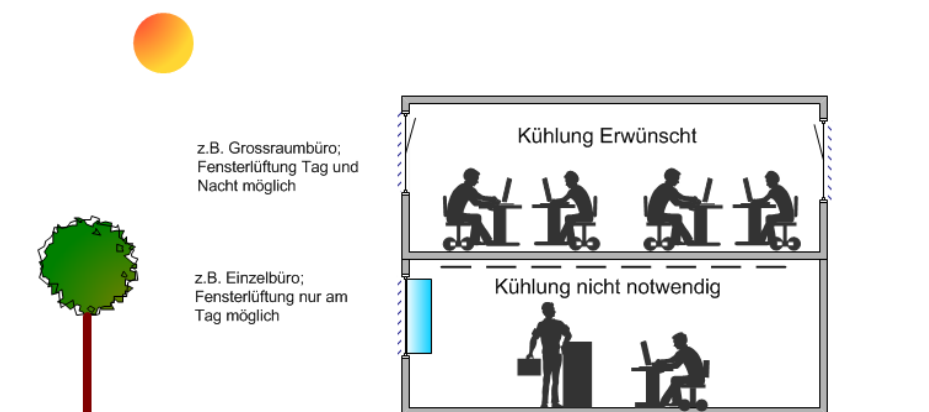 Kühlung Erwünscht
z.B. Grossraumbüro;
Fensterlüftung Tag und
Nacht möglich
z.B. Einzelbüro;
Fensterlüftung nur am
Tag möglich
Kühlung nicht notwendig